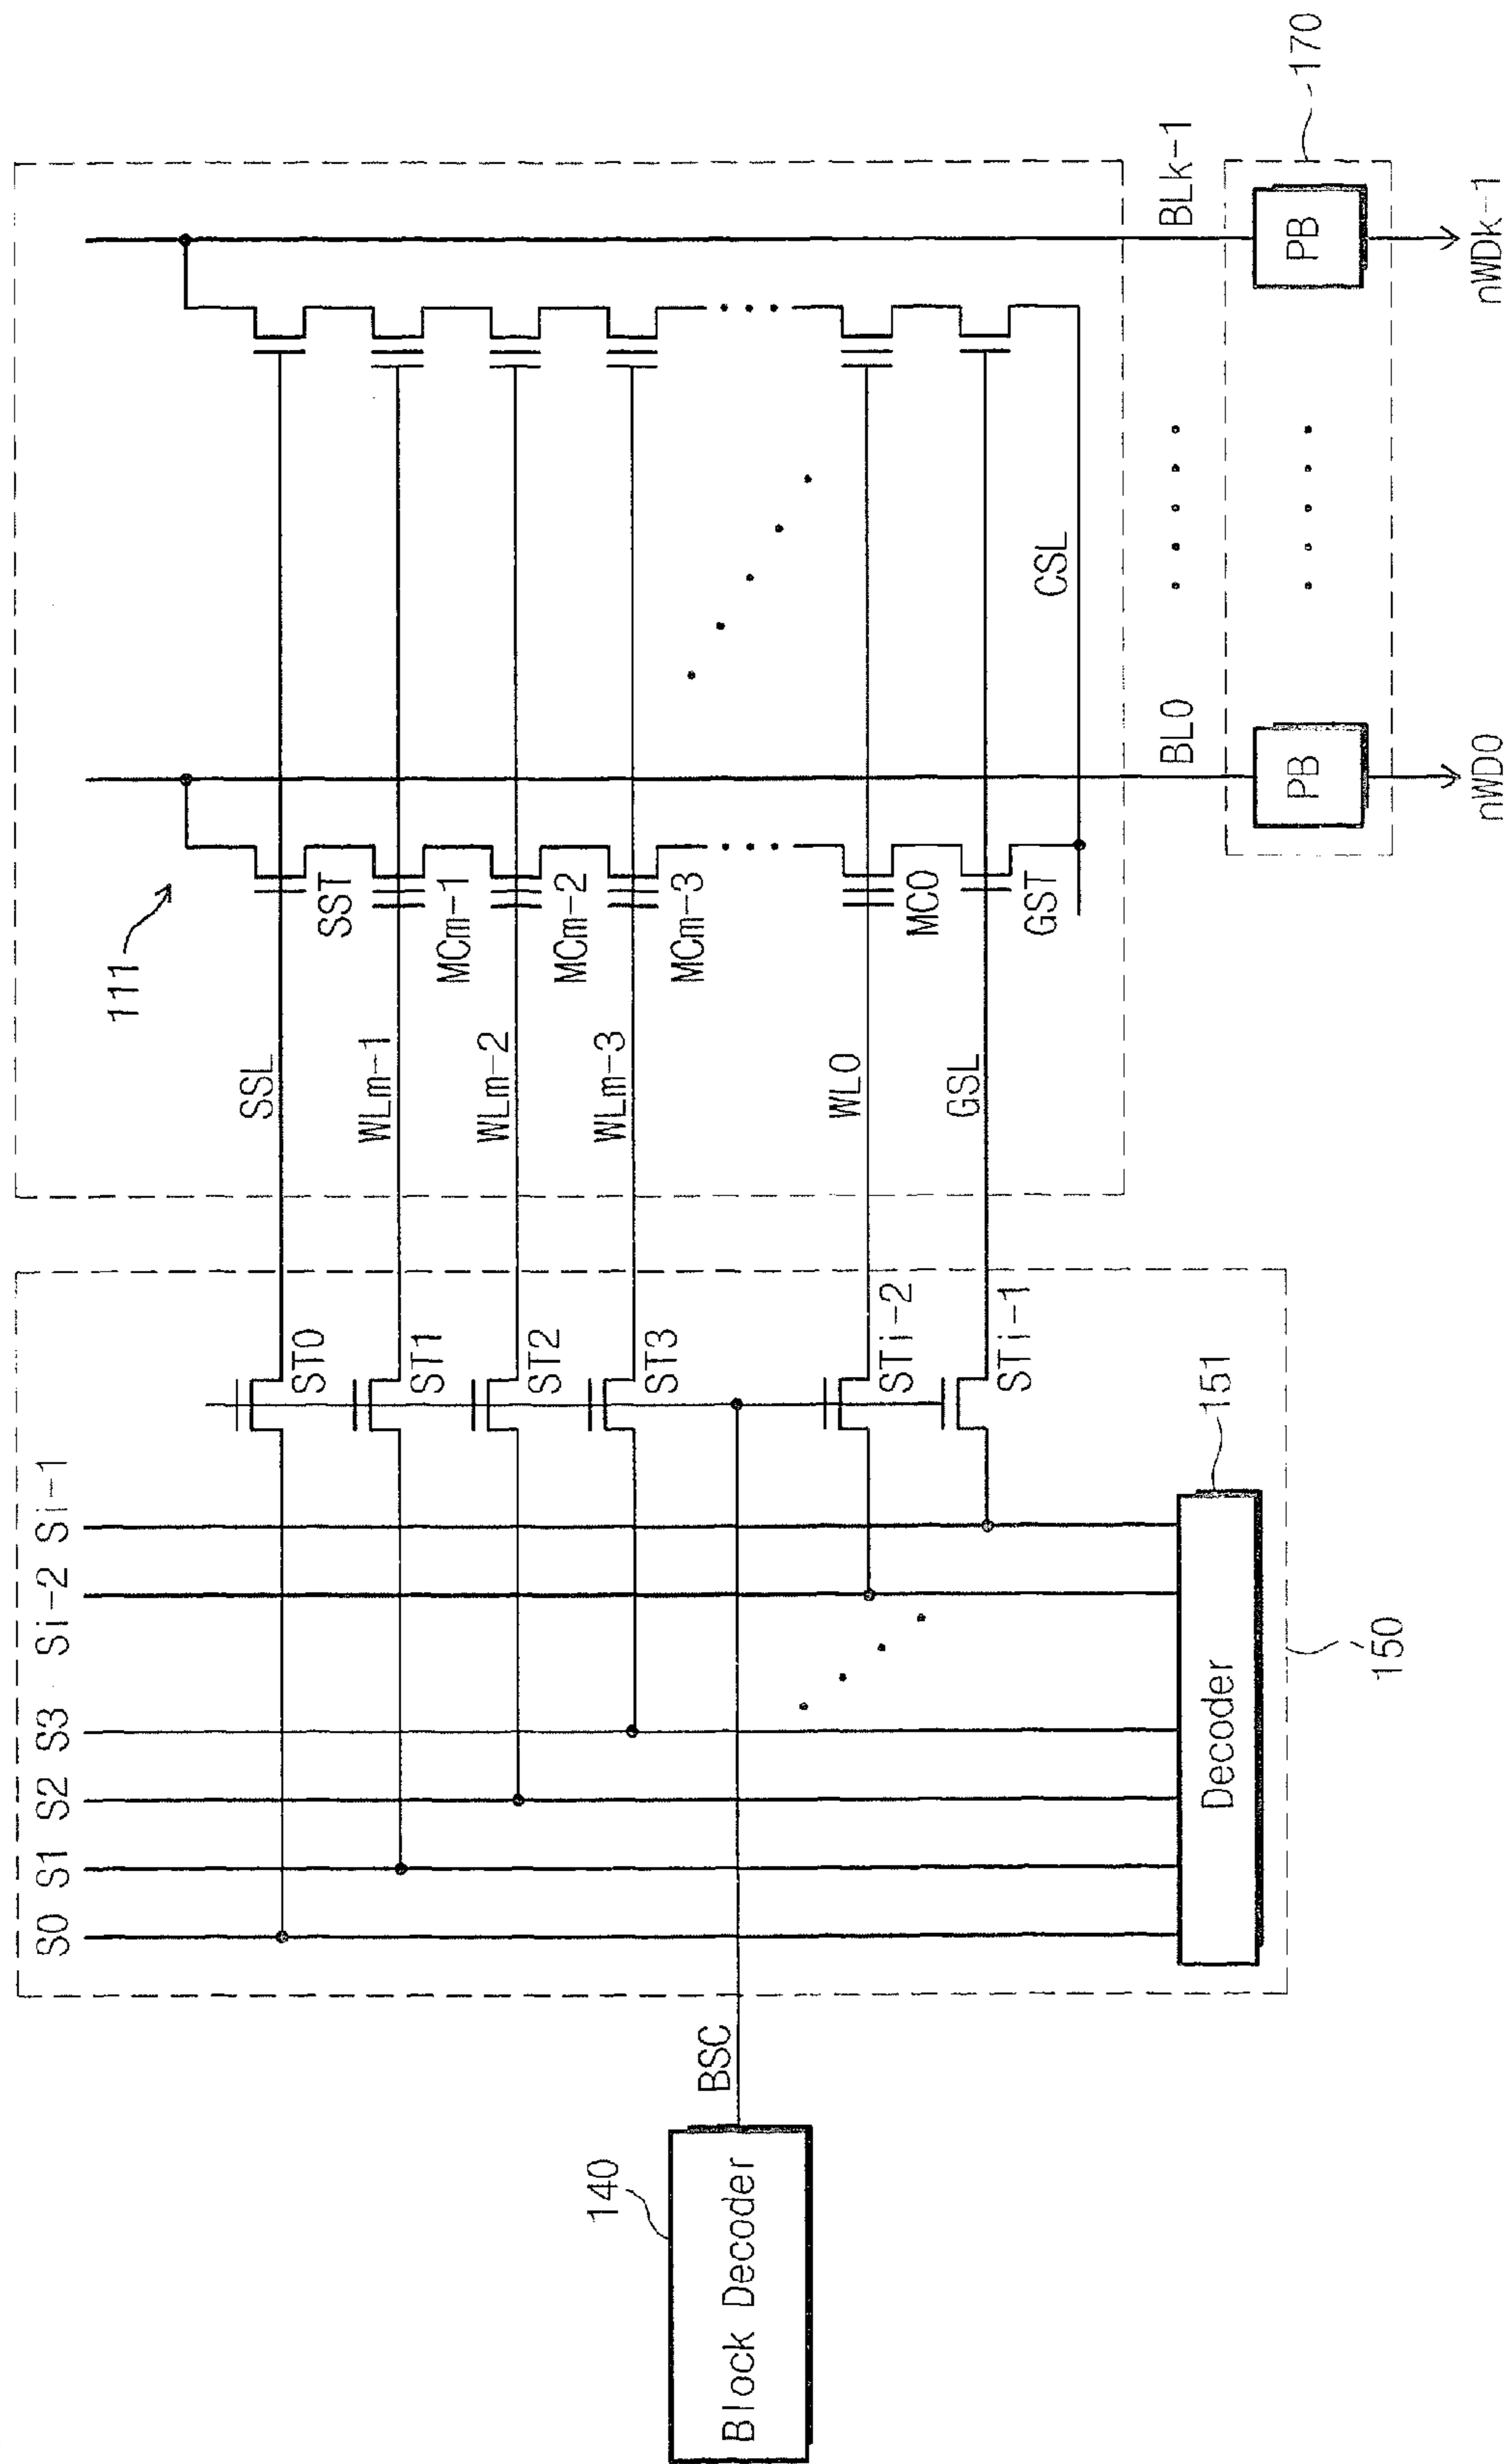 140
Block Decoder
BSC
S0 S1 S2 S3 Si-2 Si-1
ST0
ST1
ST2
ST3
STi-2
STi-1
Decoder
151
150
111
SSL
WLm-1
WLm-2
WLm-3
WL0
GSL
SST
MCm-1
MCm-2
MCm-3
MC0
GST
CSL
BL0
BLk-1
PB
PB
170
nWD0
nWDk-1